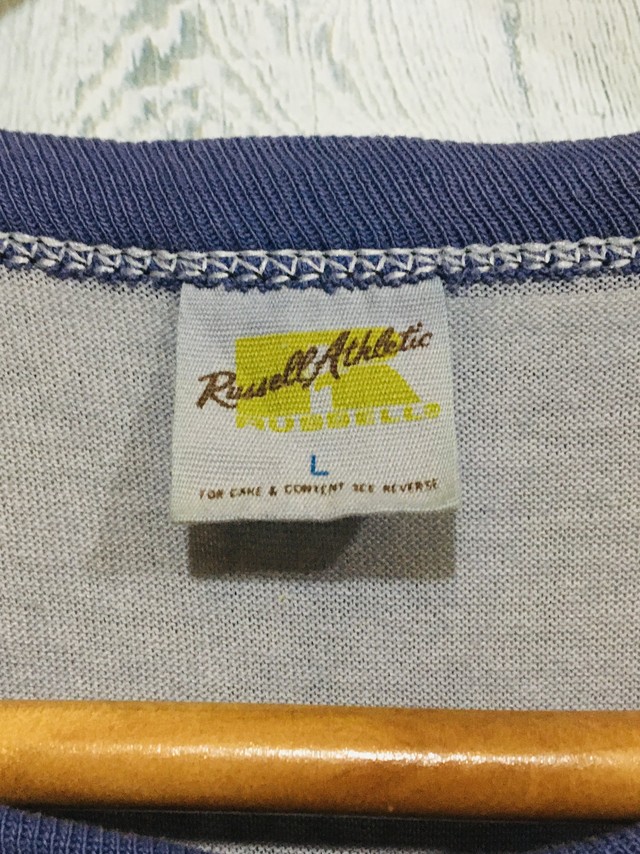 Russell Athletic
RUSSELL®
L
FOR CARE & CONTENT SEE REVERSE